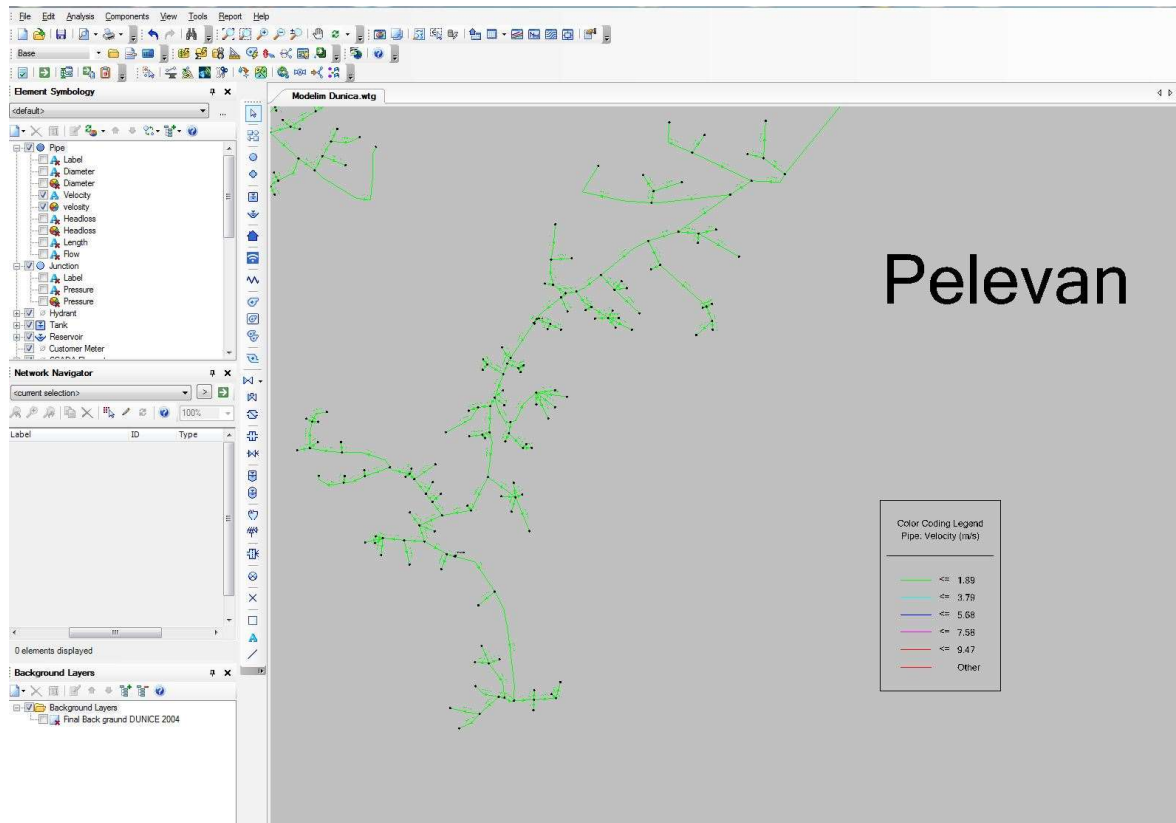 File Edit Analysis Components View Tools Report Help
Base
Element Symbology
<default>
Pipe
Label
Diameter
Diameter
Velocity
velosity
Headloss
Headloss
Length
Flow
Junction
Label
Pressure
Pressure
Hydrant
Tank
Reservoir
Customer Meter
Network Navigator
<current selection>
>
100%
Label ID Type
0 elements displayed
Background Layers
Background Layers
Final Back ground DUNICE 2004
Modelim Dunica.wtg
Pelevan
Color Coding Legend
Pipe: Velocity (m/s)
<= 1.89
<= 3.79
<= 5.68
<= 7.58
<= 9.47
Other